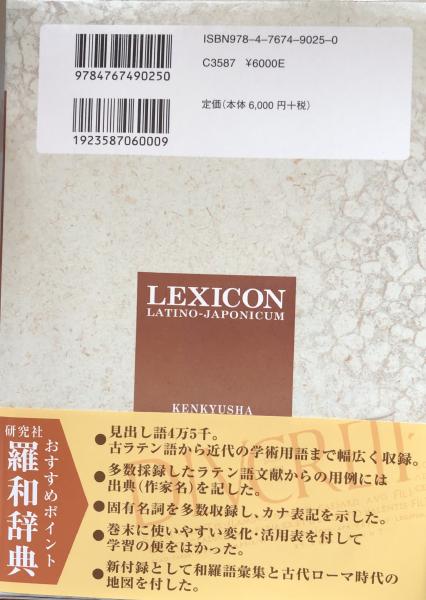 ISBN978-4-7674-9025-0
C3587 ¥6000E
定価(本体 6,000 円+税)
9784767490250
1923587060009
LEXICON
LATINO-JAPONICUM
KENKYUSHA
研究社
羅和辞典
おすすめポイント
●見出し語4万5千。
古ラテン語から近代の学術用語まで幅広く収録。
●多数採録したラテン語文献からの用例には
出典(作家名)を記した。
●固有名詞を多数収録し、カナ表記を示した。
●巻末に使いやすい変化・活用表を付して
学習の便をはかった。
●新付録として和羅語彙集と古代ローマ時代の
地図を付した。